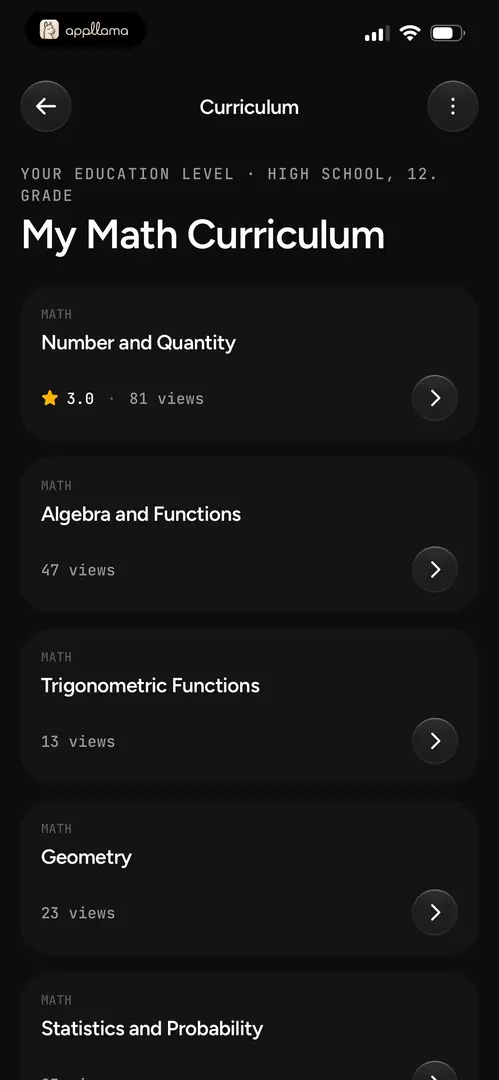 appllama
Curriculum
YOUR EDUCATION LEVEL · HIGH SCHOOL, 12.
GRADE
My Math Curriculum
MATH
Number and Quantity
3.0 · 81 views
MATH
Algebra and Functions
47 views
MATH
Trigonometric Functions
13 views
MATH
Geometry
23 views
MATH
Statistics and Probability